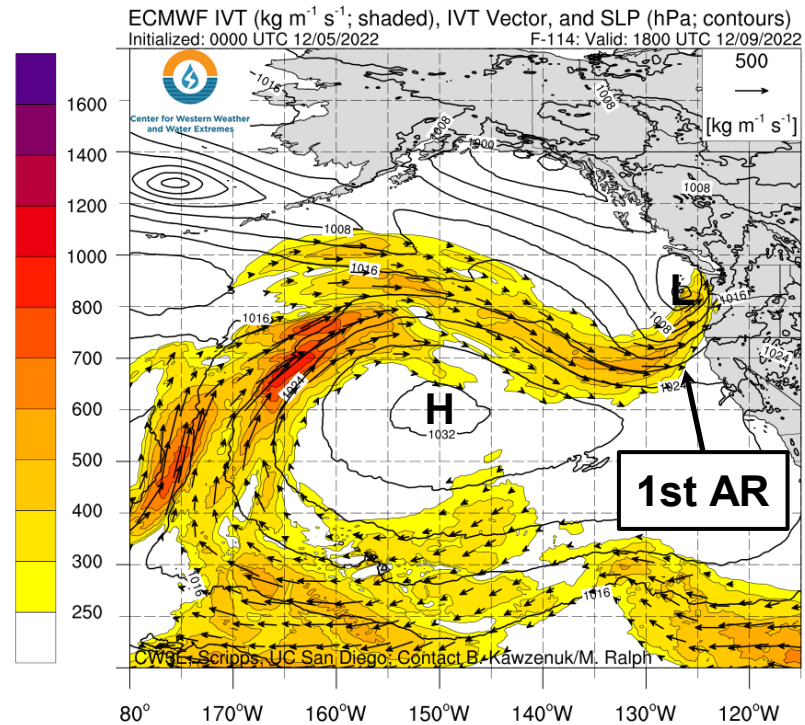 ECMWF IVT (kg m⁻¹ s⁻¹; shaded), IVT Vector, and SLP (hPa; contours)
Initialized: 0000 UTC 12/05/2022 F-114: Valid: 1800 UTC 12/09/2022
Center for Western Weather
and Water Extremes
500
[kg m⁻¹ s⁻¹]
1600
1400
1200
1000
800
700
600
500
400
300
250
1016
1008
1008
1000
1008
1008
1016
1016
1016
1008
1024
1024
1024
1032
1016
1016
L
H
1st AR
CW3E, Scripps, UC San Diego; Contact B. Kawzenuk/M. Ralph
80° 170°W 160°W 150°W 140°W 130°W 120°W